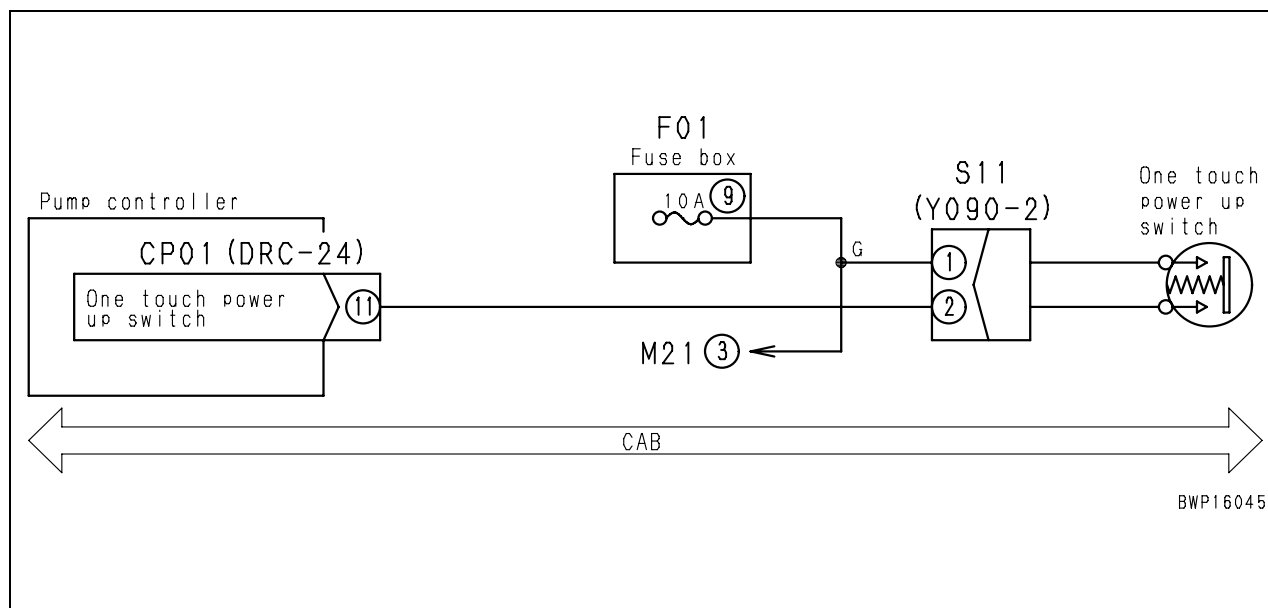 F01
Fuse box
10A 9
S11
(Y090-2)
One touch
power up
switch
Pump controller
CP01 (DRC-24)
One touch power
up switch
11
G
1
2
M21 3
CAB
BWP16045